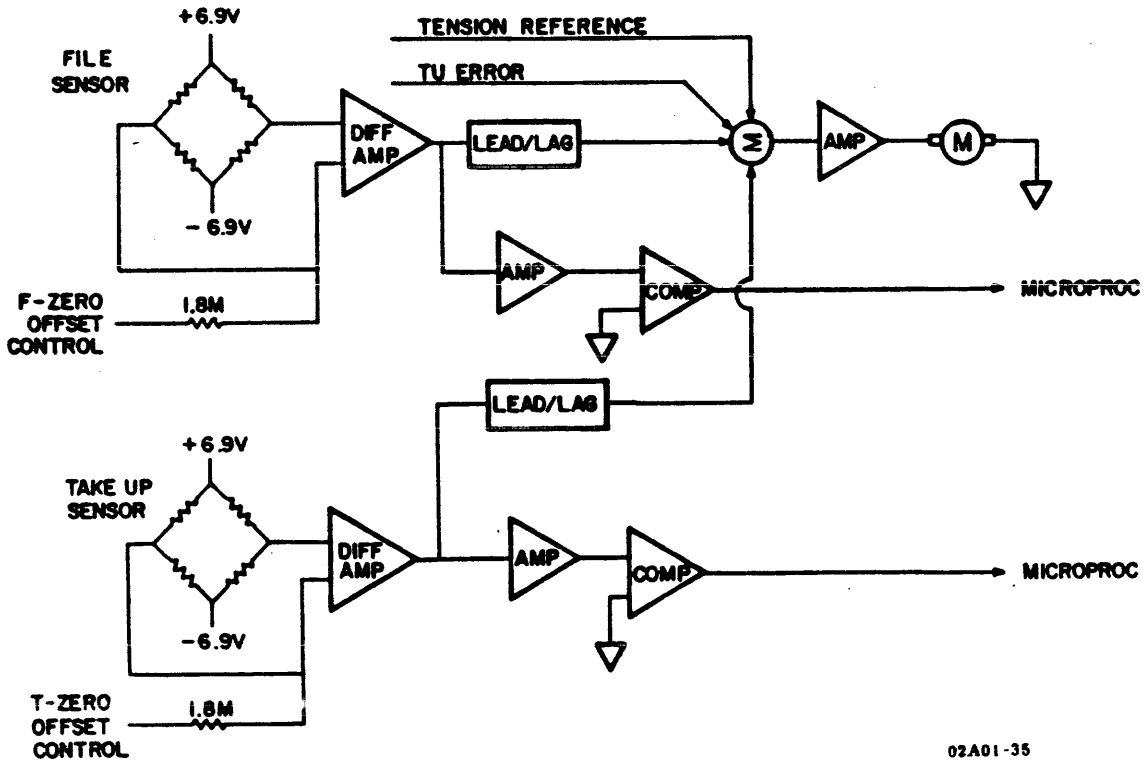 +6.9V
TENSION REFERENCE
FILE
SENSOR
TU ERROR
DIFF
AMP
LEAD/LAG
Σ
AMP
M
-6.9V
AMP
COMP
MICROPROC
F-ZERO
OFFSET
CONTROL
1.8M
LEAD/LAG
+6.9V
TAKE UP
SENSOR
DIFF
AMP
AMP
COMP
MICROPROC
-6.9V
T-ZERO
OFFSET
CONTROL
1.8M
02A01-35